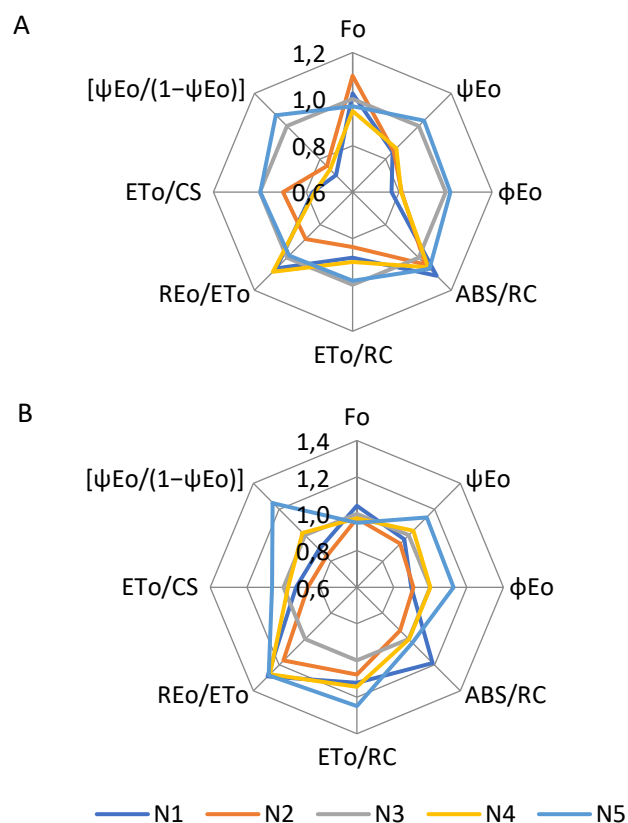 A
Fo
1,2
[ψEo/(1−ψEo)]
ψEo
1,0
0,8
ETo/CS
0,6
ϕEo
REo/ETo
ABS/RC
ETo/RC
B
Fo
1,4
[ψEo/(1−ψEo)]
ψEo
1,2
1,0
0,8
ETo/CS
0,6
ϕEo
REo/ETo
ABS/RC
ETo/RC
N1 N2 N3 N4 N5